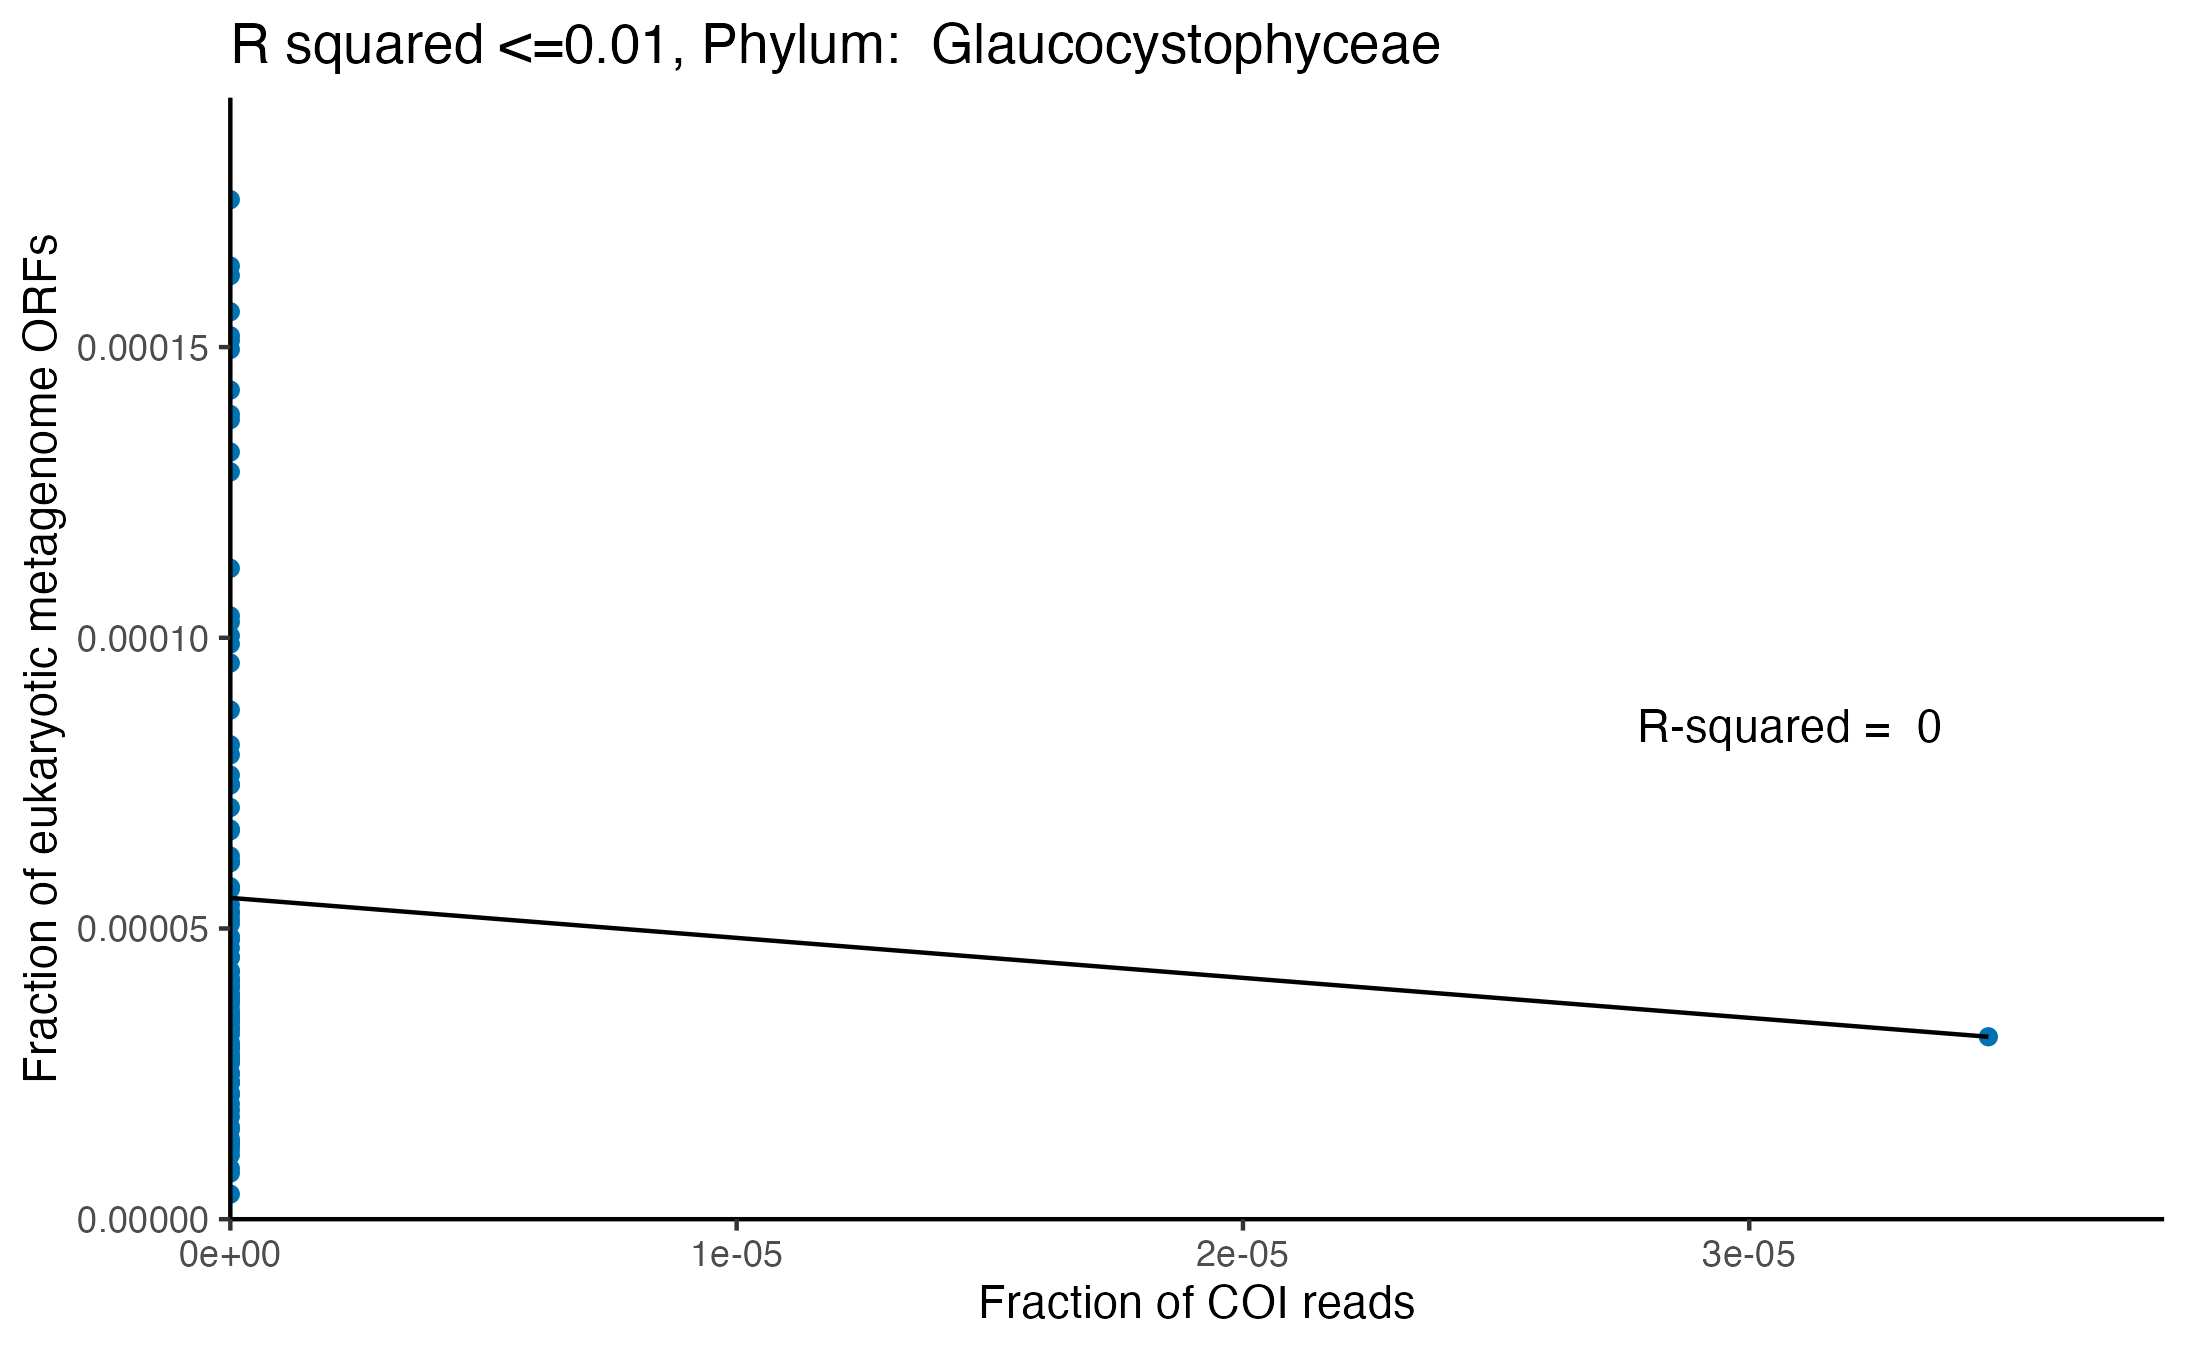 R squared <=0.01, Phylum:  Glaucocystophyceae
Fraction of eukaryotic metagenome ORFs
0.00015
0.00010
0.00005
0.00000
R-squared =  0
0e+00
1e-05
2e-05
3e-05
Fraction of COI reads